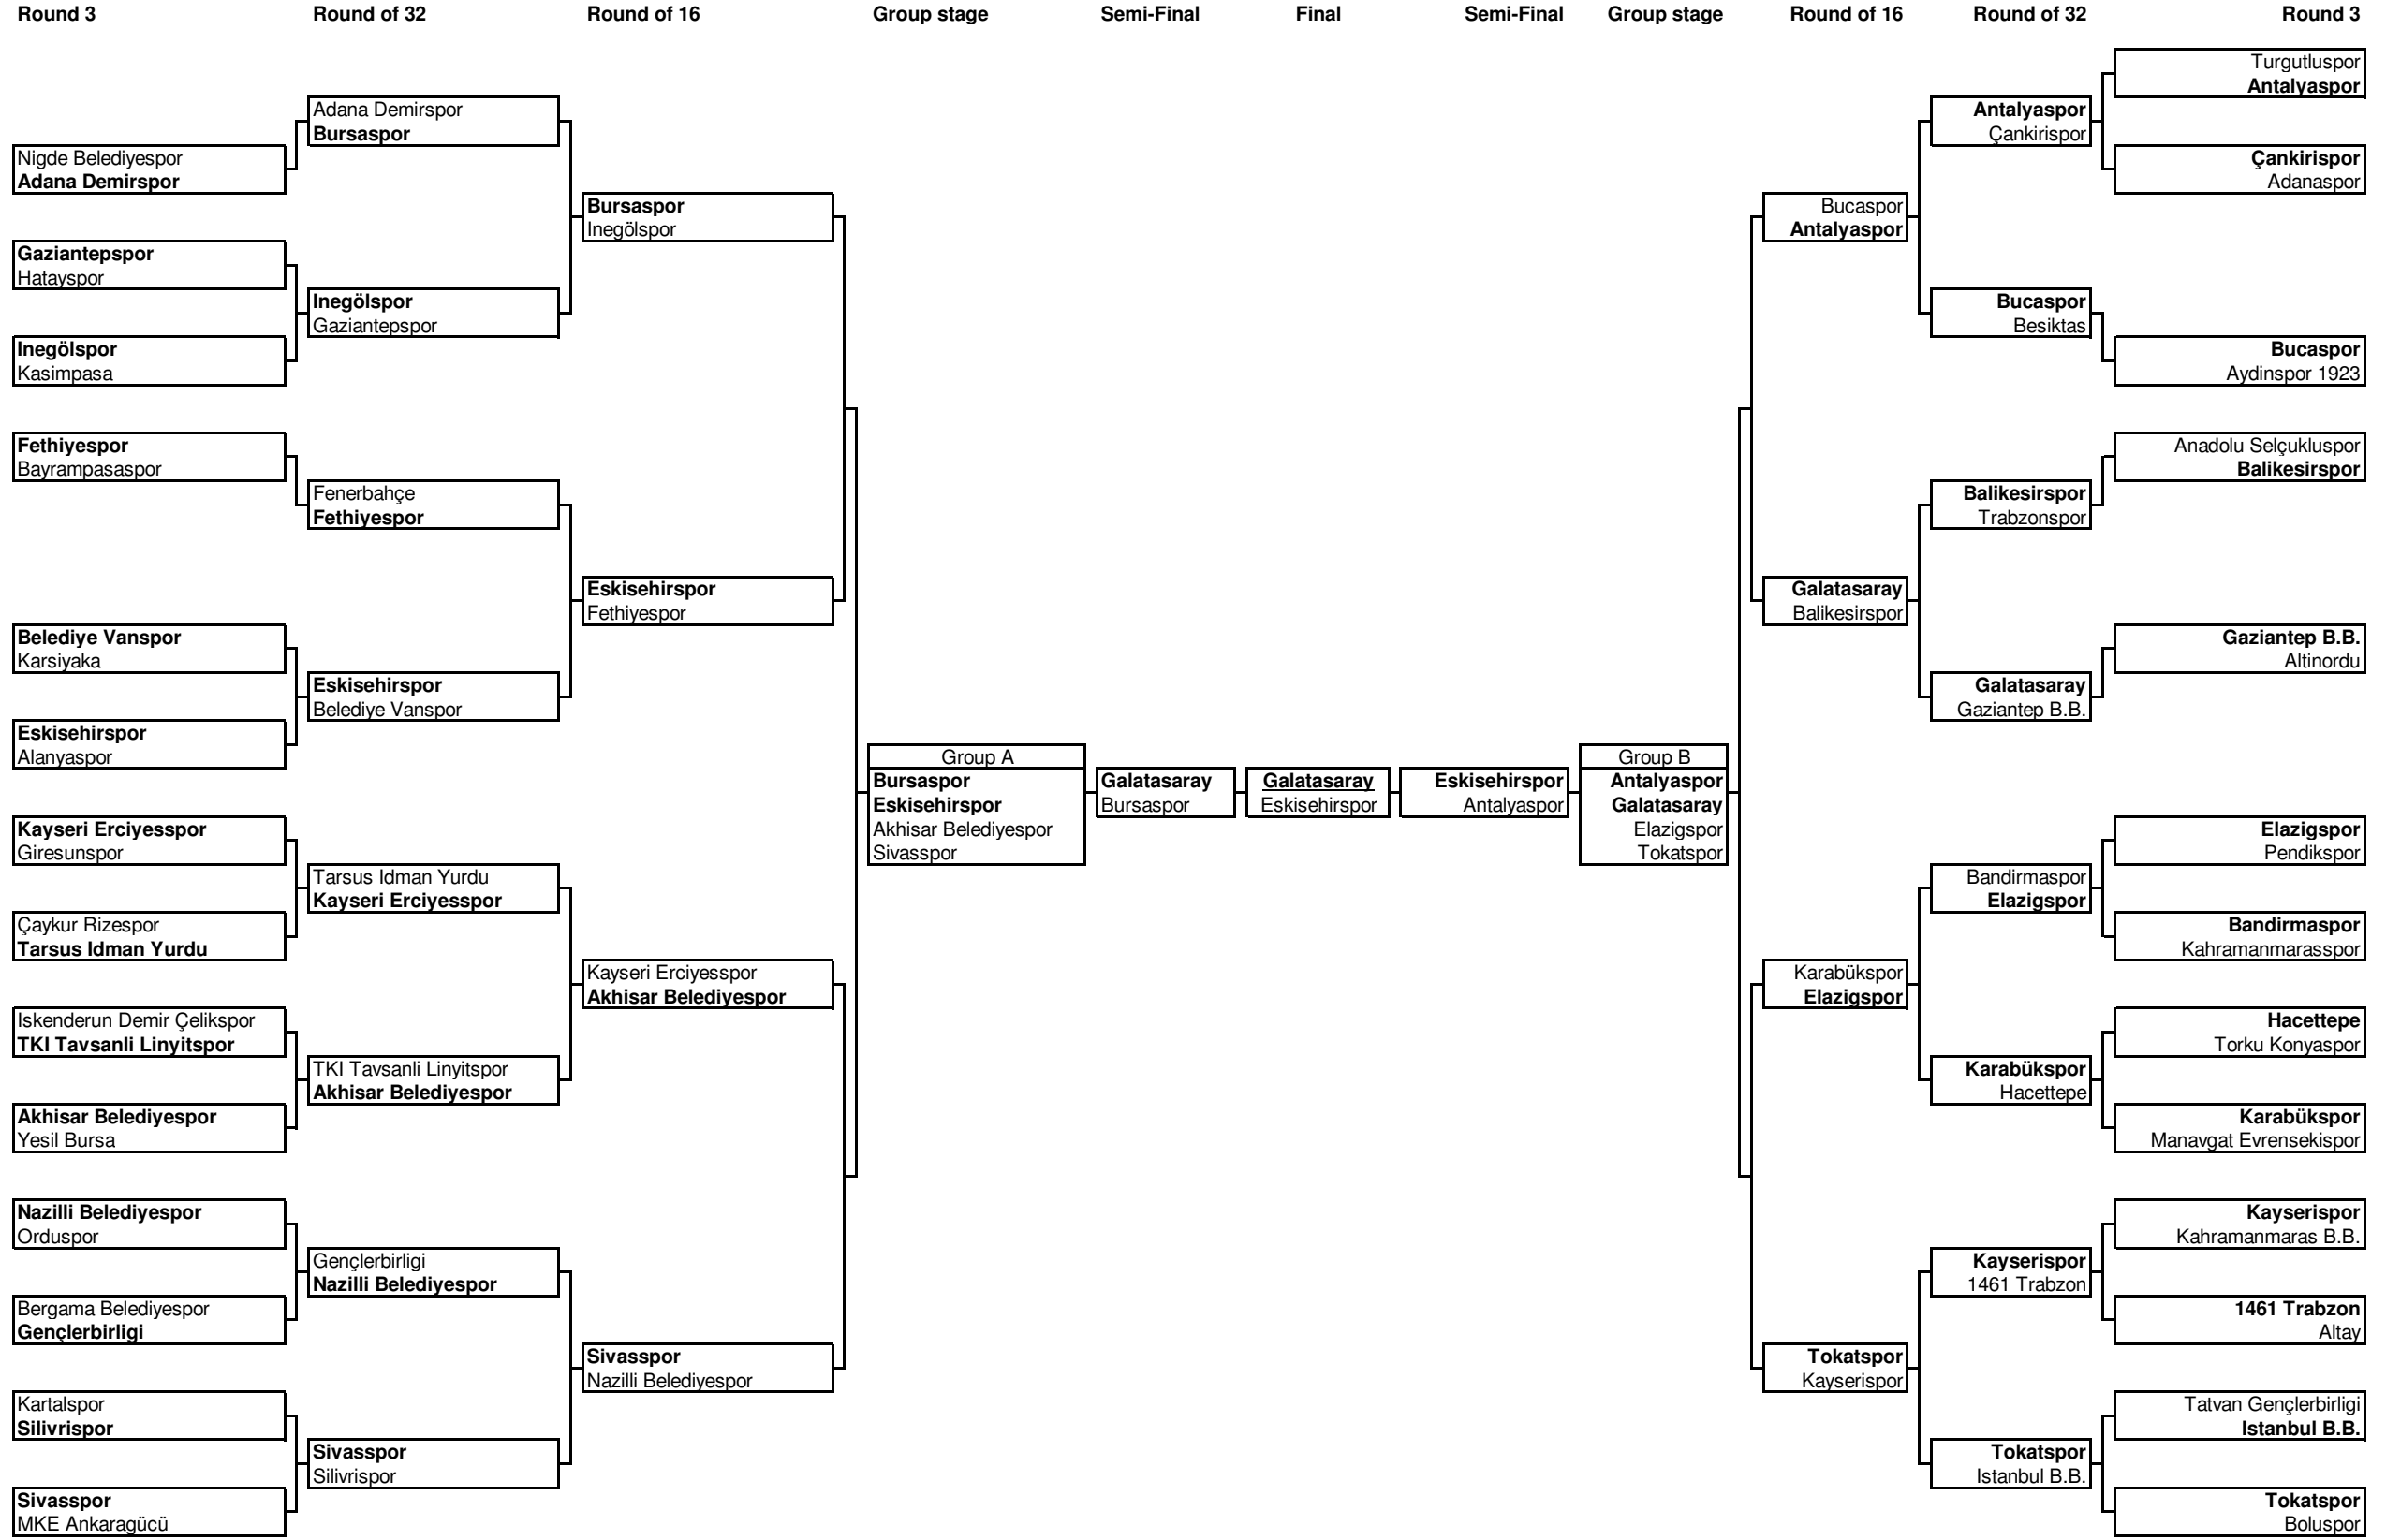 Round 3
Round of 32
Round of 16
Group stage
Semi-Final
Final
Semi-Final
Group stage
Round of 16
Round of 32
Round 3
Nigde Belediyespor
Adana Demirspor
Gaziantepspor
Hatayspor
Inegölspor
Kasimpasa
Fethiyespor
Bayrampasaspor
Belediye Vanspor
Karsiyaka
Eskisehirspor
Alanyaspor
Kayseri Erciyesspor
Giresunspor
Çaykur Rizespor
Tarsus Idman Yurdu
Iskenderun Demir Çelikspor
TKI Tavsanli Linyitspor
Akhisar Belediyespor
Yesil Bursa
Nazilli Belediyespor
Orduspor
Bergama Belediyespor
Gençlerbirligi
Kartalspor
Silivrispor
Sivasspor
MKE Ankaragücü
Adana Demirspor
Bursaspor
Inegölspor
Gaziantepspor
Fenerbahçe
Fethiyespor
Eskisehirspor
Belediye Vanspor
Tarsus Idman Yurdu
Kayseri Erciyesspor
TKI Tavsanli Linyitspor
Akhisar Belediyespor
Gençlerbirligi
Nazilli Belediyespor
Sivasspor
Silivrispor
Bursaspor
Inegölspor
Eskisehirspor
Fethiyespor
Kayseri Erciyesspor
Akhisar Belediyespor
Sivasspor
Nazilli Belediyespor
Group A
Bursaspor
Eskisehirspor
Akhisar Belediyespor
Sivasspor
Galatasaray
Bursaspor
Galatasaray
Eskisehirspor
Eskisehirspor
Antalyaspor
Group B
Antalyaspor
Galatasaray
Elazigspor
Tokatspor
Bucaspor
Antalyaspor
Galatasaray
Balikesirspor
Karabükspor
Elazigspor
Tokatspor
Kayserispor
Antalyaspor
Çankirispor
Bucaspor
Besiktas
Balikesirspor
Trabzonspor
Galatasaray
Gaziantep B.B.
Bandirmaspor
Elazigspor
Karabükspor
Hacettepe
Kayserispor
1461 Trabzon
Tokatspor
Istanbul B.B.
Turgutluspor
Antalyaspor
Çankirispor
Adanaspor
Bucaspor
Aydinspor 1923
Anadolu Selçukluspor
Balikesirspor
Gaziantep B.B.
Altinordu
Elazigspor
Pendikspor
Bandirmaspor
Kahramanmarasspor
Hacettepe
Torku Konyaspor
Karabükspor
Manavgat Evrensekispor
Kayserispor
Kahramanmaras B.B.
1461 Trabzon
Altay
Tatvan Gençlerbirligi
Istanbul B.B.
Tokatspor
Boluspor